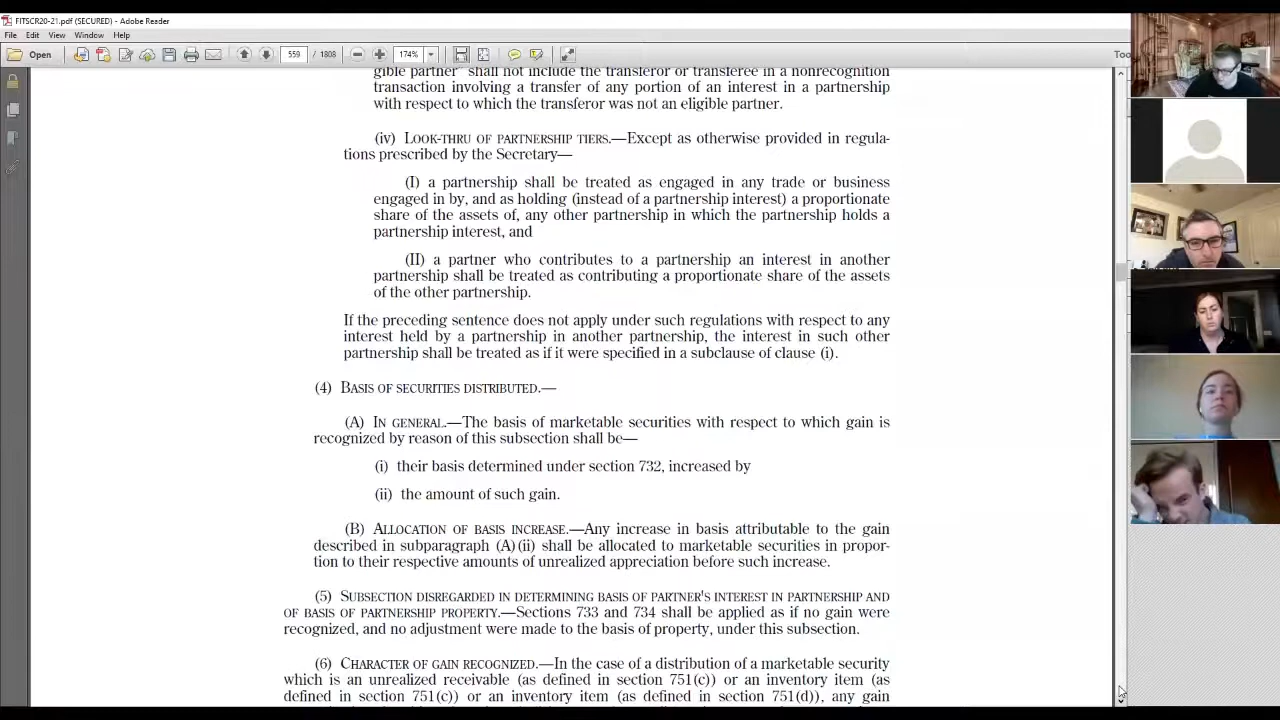 FITSCR20-21.pdf (SECURED) - Adobe Reader
File Edit View Window Help
Open 559 / 1808 174% Too
gible partner" shall not include the transferor or transferee in a nonrecognition
transaction involving a transfer of any portion of an interest in a partnership
with respect to which the transferor was not an eligible partner.
(iv) LOOK-THRU OF PARTNERSHIP TIERS.—Except as otherwise provided in regula-
tions prescribed by the Secretary—
(I) a partnership shall be treated as engaged in any trade or business
engaged in by, and as holding (instead of a partnership interest) a proportionate
share of the assets of, any other partnership in which the partnership holds a
partnership interest, and
(II) a partner who contributes to a partnership an interest in another
partnership shall be treated as contributing a proportionate share of the assets
of the other partnership.
If the preceding sentence does not apply under such regulations with respect to any
interest held by a partnership in another partnership, the interest in such other
partnership shall be treated as if it were specified in a subclause of clause (i).
(4) BASIS OF SECURITIES DISTRIBUTED.—
(A) IN GENERAL.—The basis of marketable securities with respect to which gain is
recognized by reason of this subsection shall be—
(i) their basis determined under section 732, increased by
(ii) the amount of such gain.
(B) ALLOCATION OF BASIS INCREASE.—Any increase in basis attributable to the gain
described in subparagraph (A)(ii) shall be allocated to marketable securities in propor-
tion to their respective amounts of unrealized appreciation before such increase.
(5) SUBSECTION DISREGARDED IN DETERMINING BASIS OF PARTNER'S INTEREST IN PARTNERSHIP AND
OF BASIS OF PARTNERSHIP PROPERTY.—Sections 733 and 734 shall be applied as if no gain were
recognized, and no adjustment were made to the basis of property, under this subsection.
(6) CHARACTER OF GAIN RECOGNIZED.—In the case of a distribution of a marketable security
which is an unrealized receivable (as defined in section 751(c)) or an inventory item (as
defined in section 751(c)) or an inventory item (as defined in section 751(d)), any gain